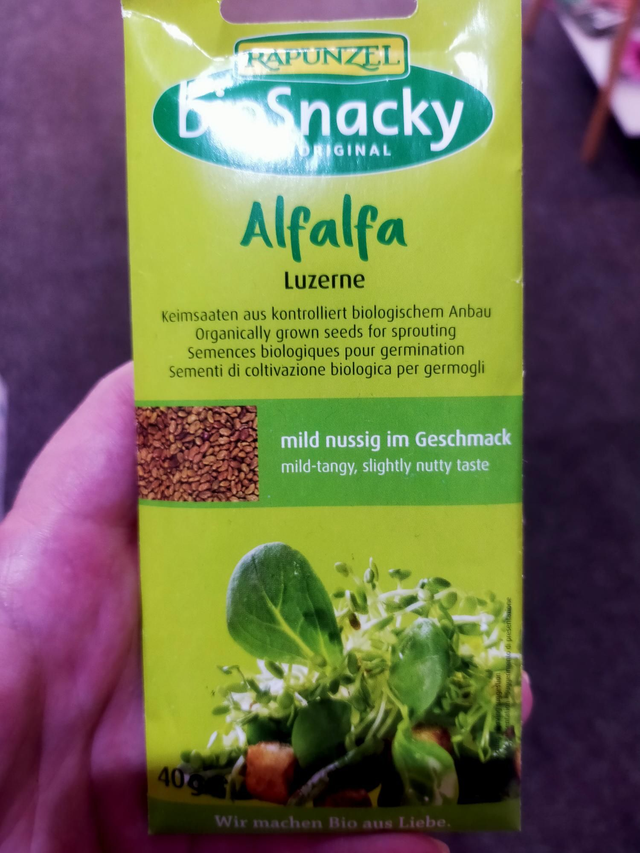 RAPUNZEL
bioSnacky
ORIGINAL
Alfalfa
Luzerne
Keimsaaten aus kontrolliert biologischem Anbau
Organically grown seeds for sprouting
Semences biologiques pour germination
Sementi di coltivazione biologica per germogli
mild nussig im Geschmack
mild-tangy, slightly nutty taste
40 g
Wir machen Bio aus Liebe.